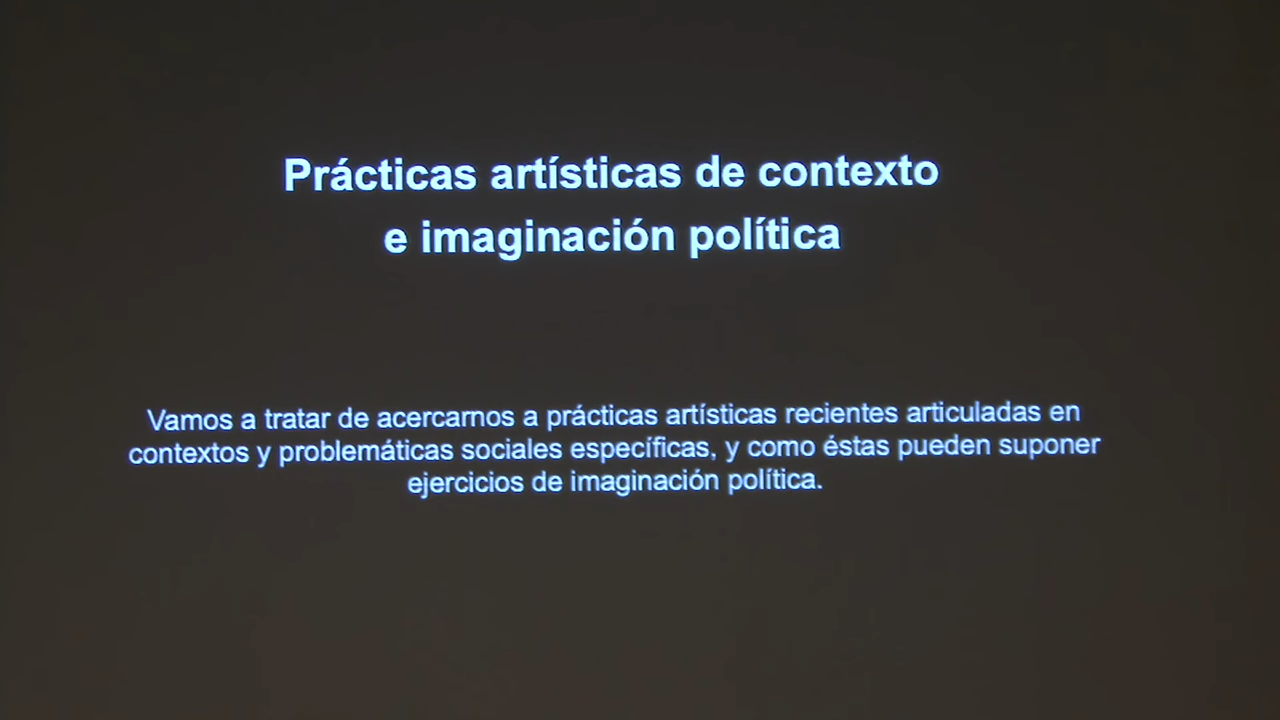 Prácticas artísticas de contexto
e imaginación política
Vamos a tratar de acercarnos a prácticas artísticas recientes articuladas en
contextos y problemáticas sociales específicas, y como éstas pueden suponer
ejercicios de imaginación política.